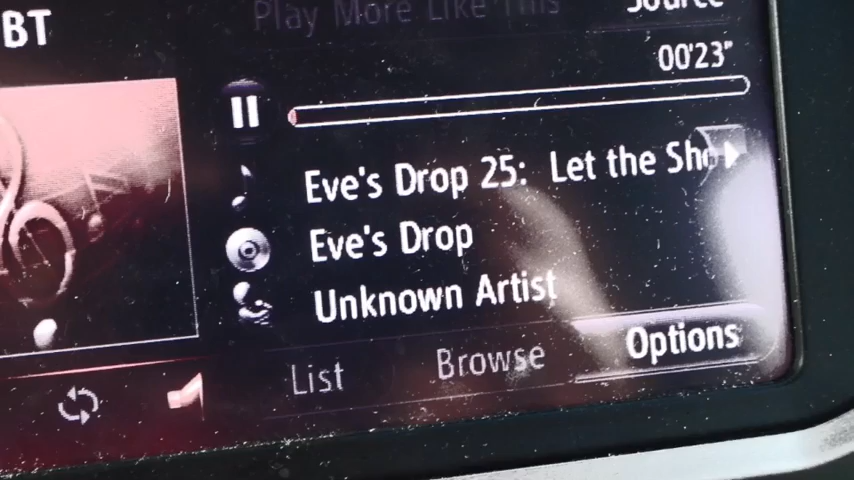 BT
Play More Like This
Source
00'23"
Eve's Drop 25: Let the Sho
Eve's Drop
Unknown Artist
List
Browse
Options